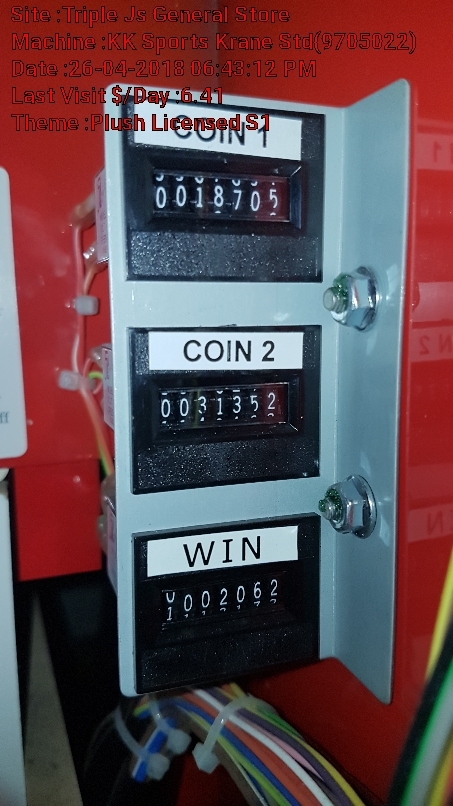 Site :Triple Js General Store
Machine :KK Sports Krane Std(9705022)
Date :26-04-2018 06:43:12 PM
Last Visit $/Day :6.41
Theme :Plush Licensed S1
COIN 1
0018705
COIN 2
0031352
WIN
0002062